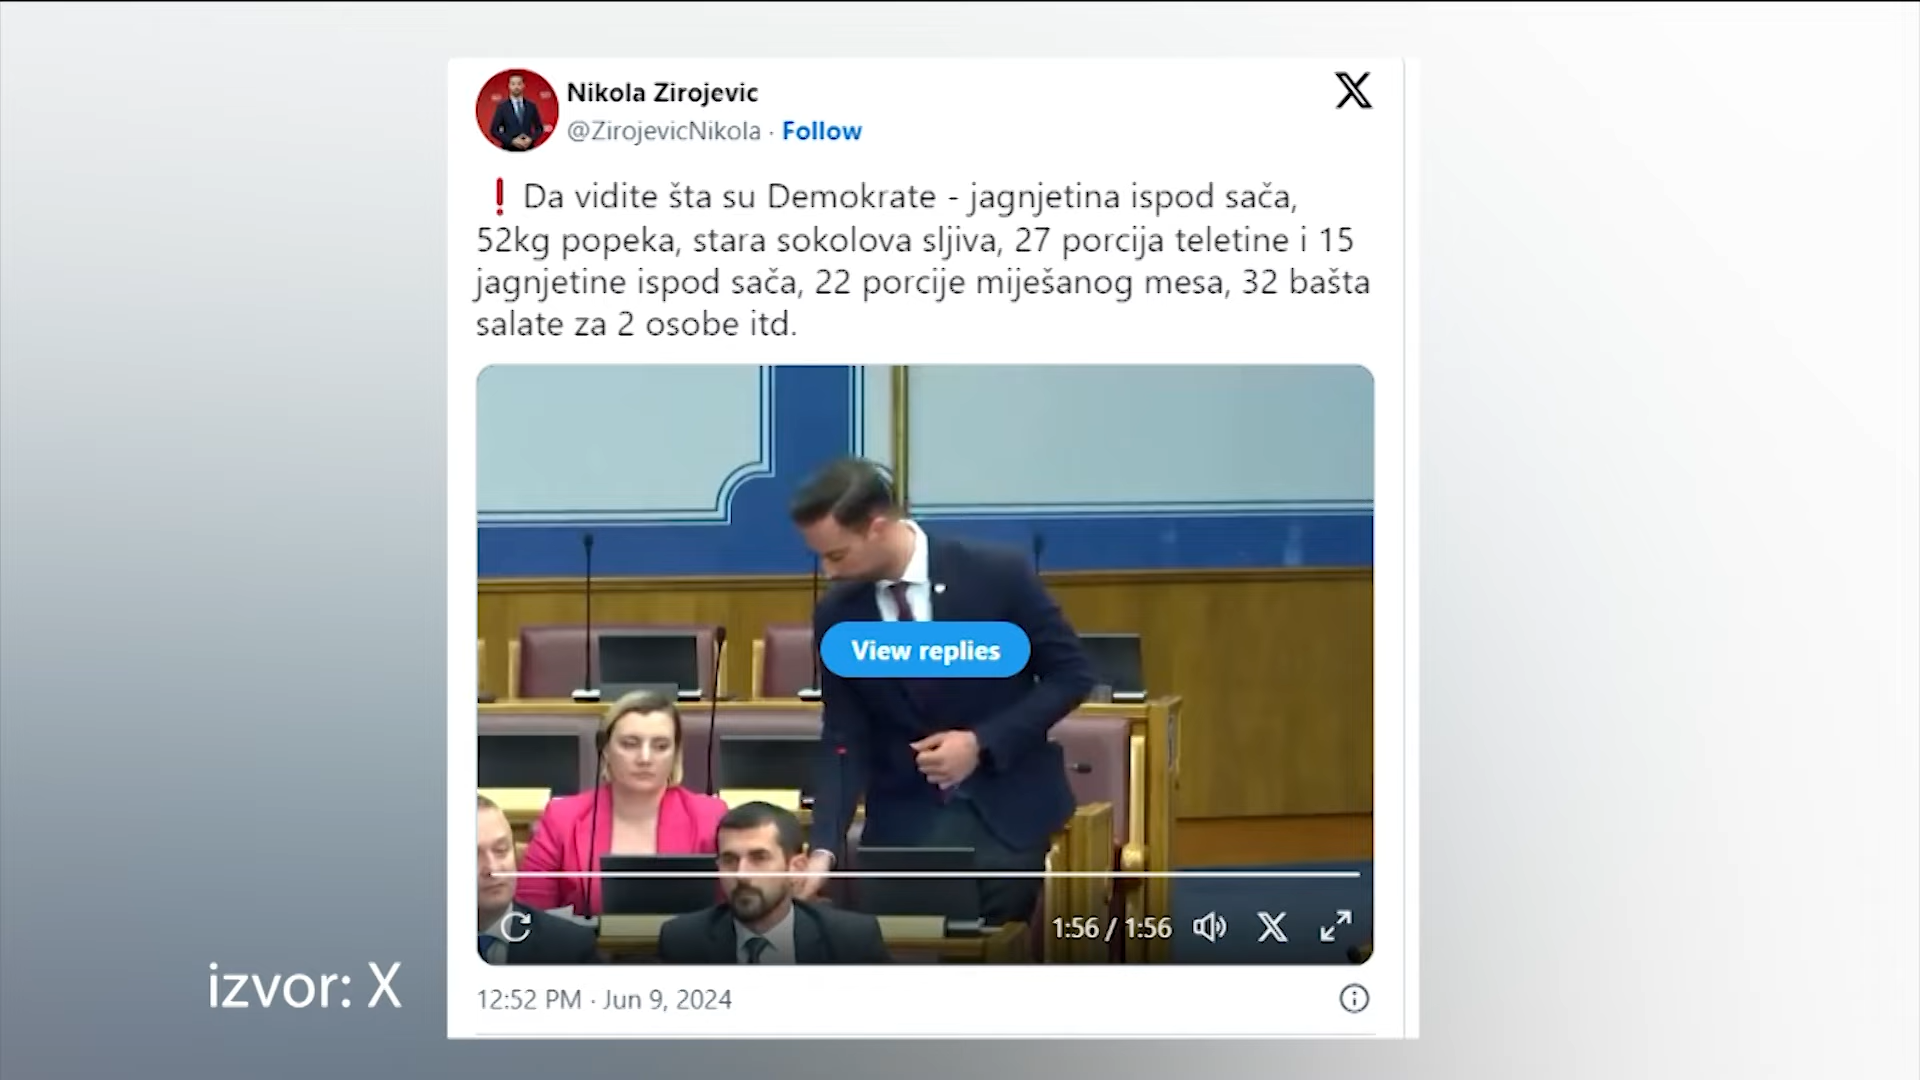 Nikola Zirojevic
@ZirojevicNikola · Follow
❗ Da vidite šta su Demokrate - jagnjetina ispod sača,
52kg popeka, stara sokolova sljiva, 27 porcija teletine i 15
jagnjetine ispod sača, 22 porcije miješanog mesa, 32 bašta
salate za 2 osobe itd.
View replies
1:56 / 1:56
12:52 PM · Jun 9, 2024
izvor: X